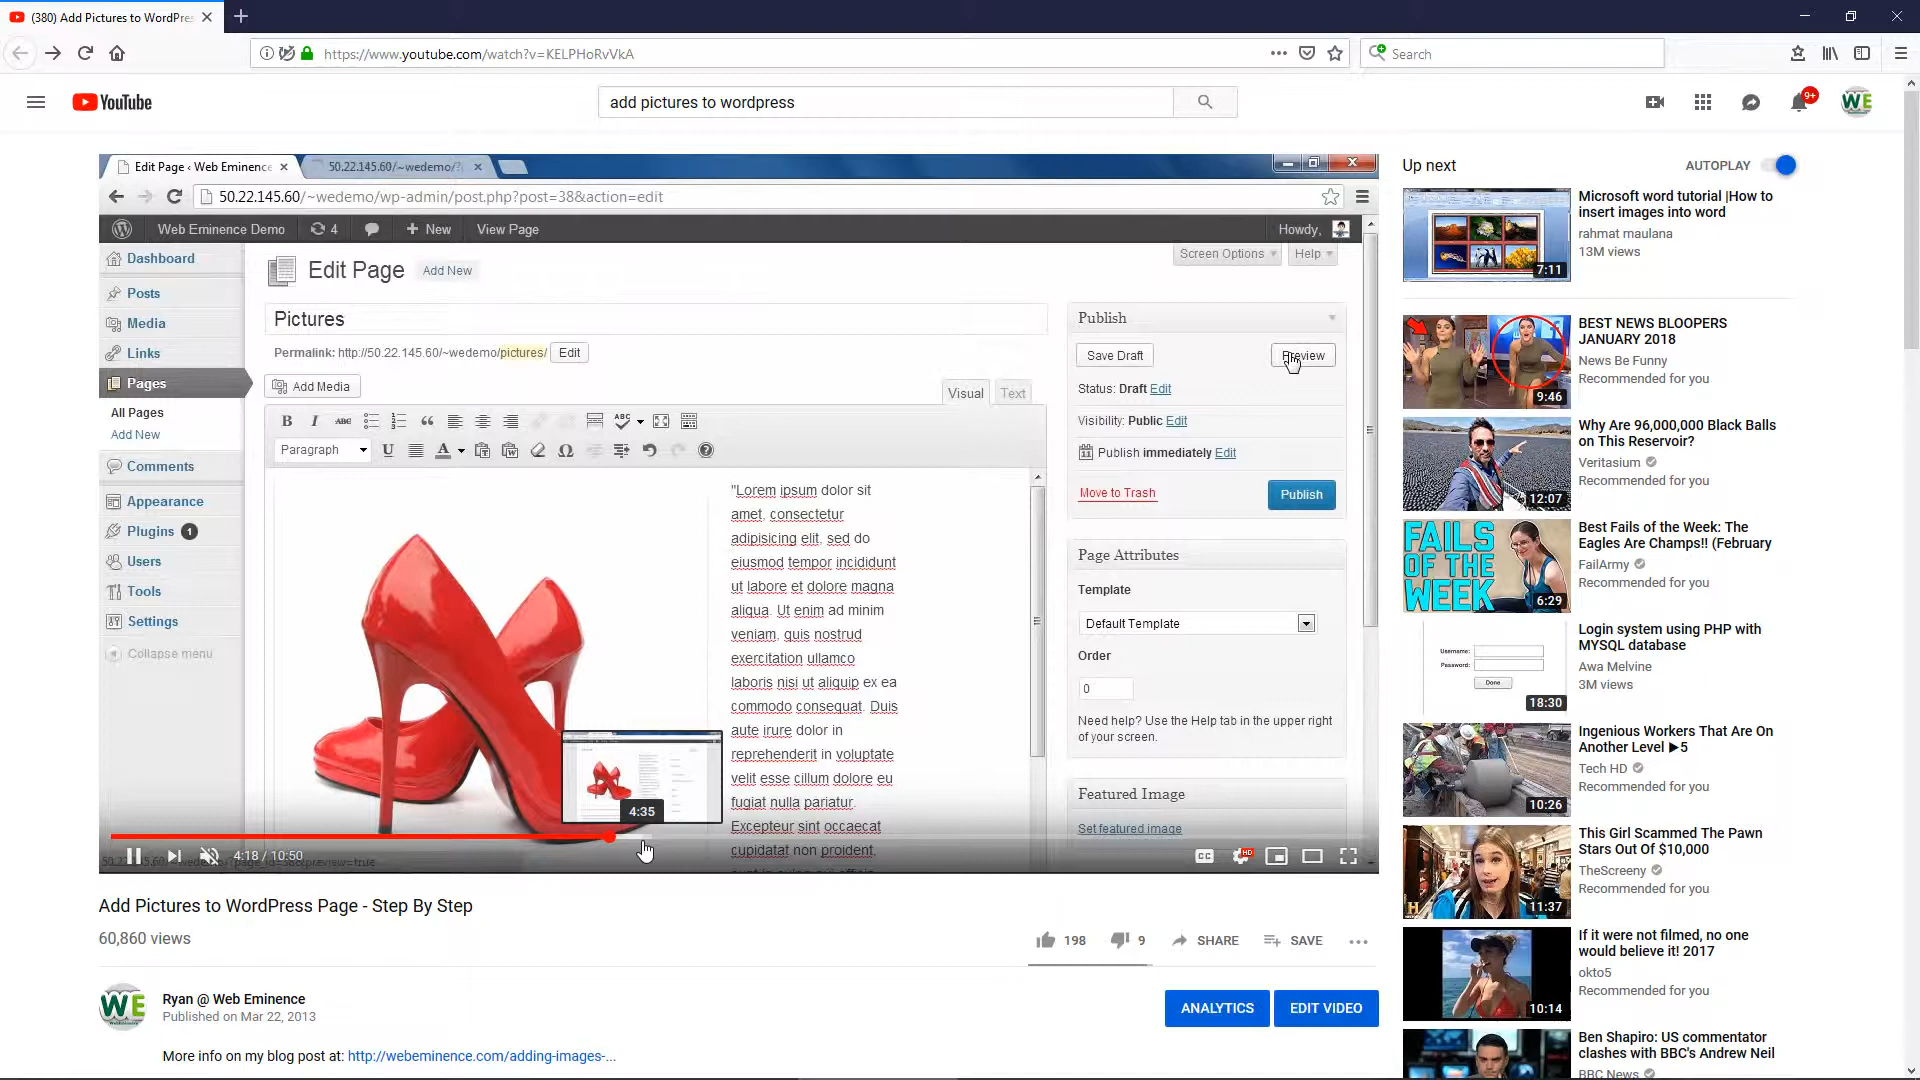 (380) Add Pictures to WordPres
https://www.youtube.com/watch?v=KELPHoRvVkA
Search
YouTube
add pictures to wordpress
9+
WE
Edit Page ‹ Web Eminence
50.22.145.60/~wedemo/?
50.22.145.60/~wedemo/wp-admin/post.php?post=38&action=edit
Web Eminence Demo
4
New
View Page
Howdy,
Dashboard
Posts
Media
Links
Pages
All Pages
Add New
Comments
Appearance
Plugins 1
Users
Tools
Settings
Collapse menu
Edit Page
Add New
Screen Options
Help
Pictures
Permalink: http://50.22.145.60/~wedemo/pictures/
Edit
Add Media
Visual
Text
B I ABC
ABC
Paragraph
U
A
Ω
"Lorem ipsum dolor sit
amet, consectetur
adipisicing elit, sed do
eiusmod tempor incididunt
ut labore et dolore magna
aliqua. Ut enim ad minim
veniam, quis nostrud
exercitation ullamco
laboris nisi ut aliquip ex ea
commodo consequat. Duis
aute irure dolor in
reprehenderit in voluptate
velit esse cillum dolore eu
fugiat nulla pariatur.
Excepteur sint occaecat
cupidatat non proident,
Publish
Save Draft
Preview
Status: Draft Edit
Visibility: Public Edit
Publish immediately Edit
Move to Trash
Publish
Page Attributes
Template
Default Template
Order
0
Need help? Use the Help tab in the upper right
of your screen.
Featured Image
Set featured image
4:35
4:18 / 10:50
CC
HD
Add Pictures to WordPress Page - Step By Step
60,860 views
198
9
SHARE
SAVE
WE
Ryan @ Web Eminence
Published on Mar 22, 2013
ANALYTICS
EDIT VIDEO
More info on my blog post at: http://webeminence.com/adding-images-...
Up next
AUTOPLAY
7:11
Microsoft word tutorial |How to
insert images into word
rahmat maulana
13M views
9:46
BEST NEWS BLOOPERS
JANUARY 2018
News Be Funny
Recommended for you
12:07
Why Are 96,000,000 Black Balls
on This Reservoir?
Veritasium
Recommended for you
FAILS
OF THE
WEEK
6:29
Best Fails of the Week: The
Eagles Are Champs!! (February
FailArmy
Recommended for you
Username:
Password:
Done
18:30
Login system using PHP with
MYSQL database
Awa Melvine
3M views
10:26
Ingenious Workers That Are On
Another Level ▶5
Tech HD
Recommended for you
H
11:37
This Girl Scammed The Pawn
Stars Out Of $10,000
TheScreeny
Recommended for you
10:14
If it were not filmed, no one
would believe it! 2017
okto5
Recommended for you
Ben Shapiro: US commentator
clashes with BBC's Andrew Neil
BBC News